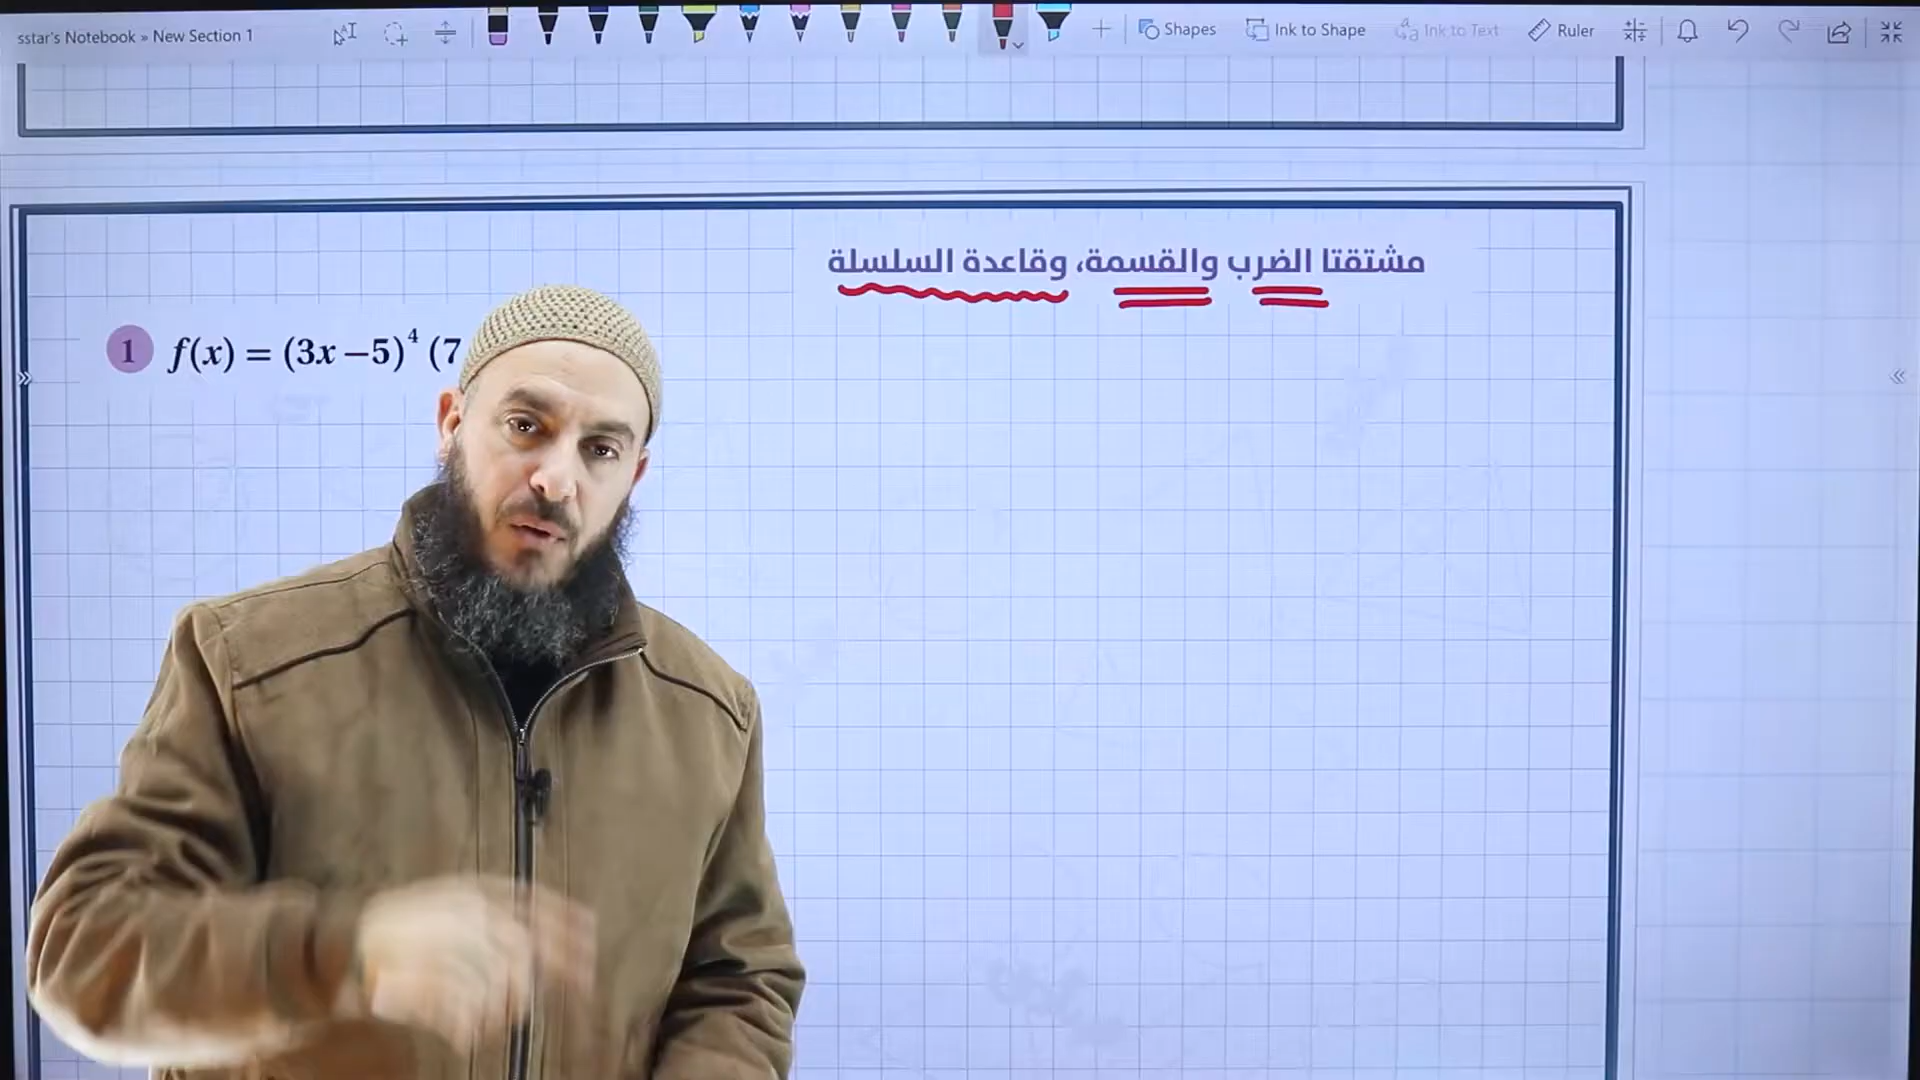 sstar's Notebook » New Section 1
Shapes
Ink to Shape
Ink to Text
Ruler
مشتقتا الضرب والقسمة، وقاعدة السلسلة
1 f(x) = (3x – 5)⁴ (7